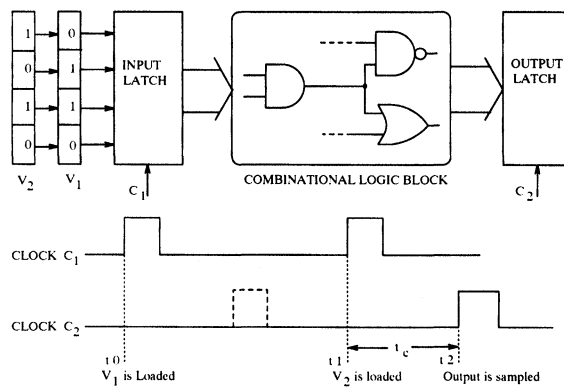 1 0
0 1
1 1
0 0
INPUT
LATCH
OUTPUT
LATCH
V2 V1
C1
COMBINATIONAL LOGIC BLOCK
C2
CLOCK C1
CLOCK C2
t0
t1
tc
t2
V1 is Loaded
V2 is loaded
Output is sampled